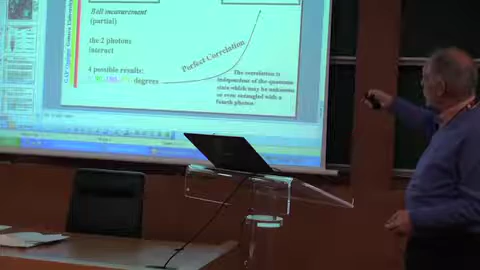 Bell measurement
(partial)
the 2 photons
interact
4 possible results:
degrees
Perfect Correlation
The correlation is
independent of the quantum
state which may be unknown
or even entangled with a
fourth photon